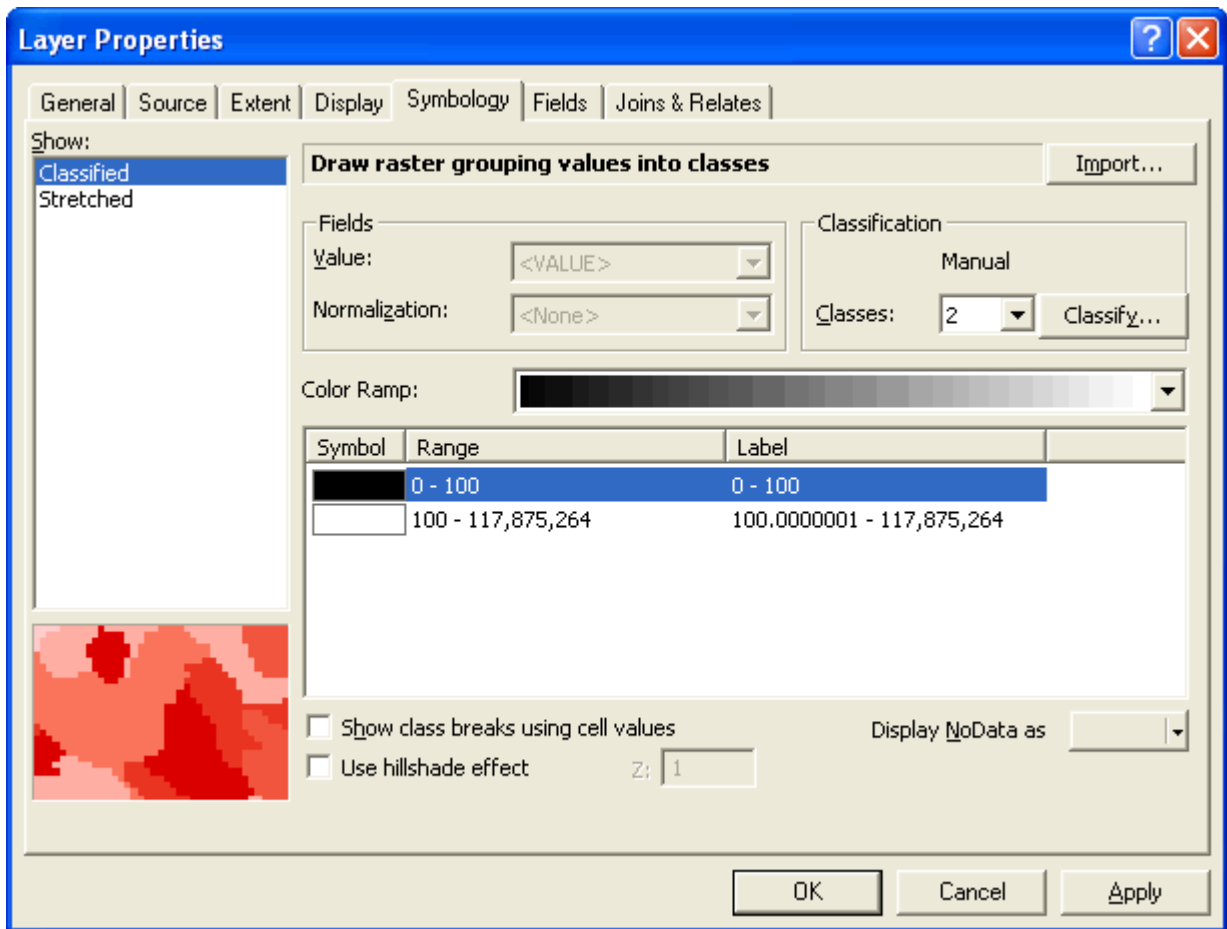 Layer Properties
General Source Extent Display Symbology Fields Joins & Relates
Show:
Classified
Stretched
Draw raster grouping values into classes
Import...
Fields
Value: <VALUE>
Normalization: <None>
Classification
Manual
Classes: 2 Classify...
Color Ramp:
Symbol Range Label
0 - 100 0 - 100
100 - 117,875,264 100.0000001 - 117,875,264
Show class breaks using cell values
Display NoData as
Use hillshade effect Z: 1
OK Cancel Apply